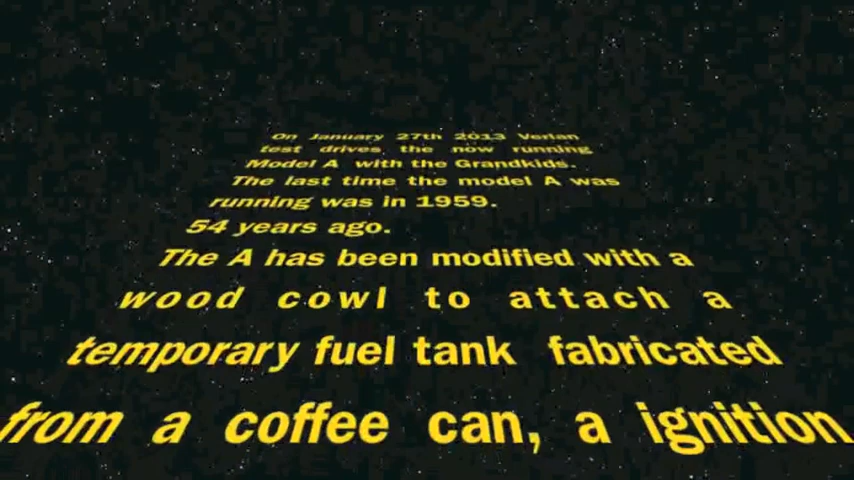 On January 27th 2013 Verlan
test drives the now running
Model A with the Grandkids.
The last time the model A was
running was in 1959.
54 years ago.
The A has been modified with a
wood cowl to attach a
temporary fuel tank fabricated
from a coffee can, a ignition